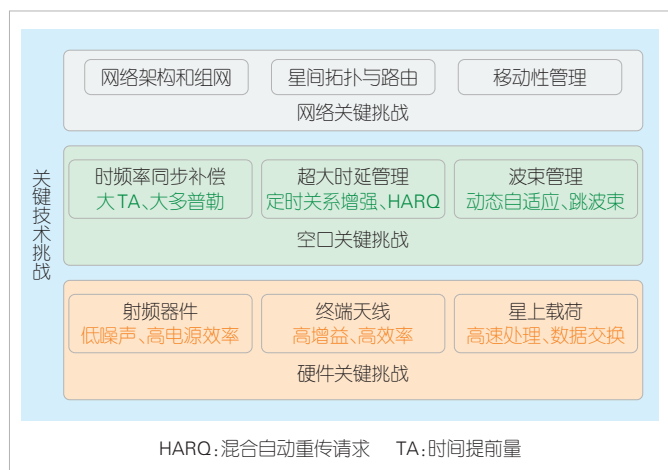 关键技术挑战
网络架构和组网
星间拓扑与路由
移动性管理
网络关键挑战
时频率同步补偿
大TA、大多普勒
超大时延管理
定时关系增强、HARQ
波束管理
动态自适应、跳波束
空口关键挑战
射频器件
低噪声、高电源效率
终端天线
高增益、高效率
星上载荷
高速处理、数据交换
硬件关键挑战
HARQ:混合自动重传请求 TA:时间提前量